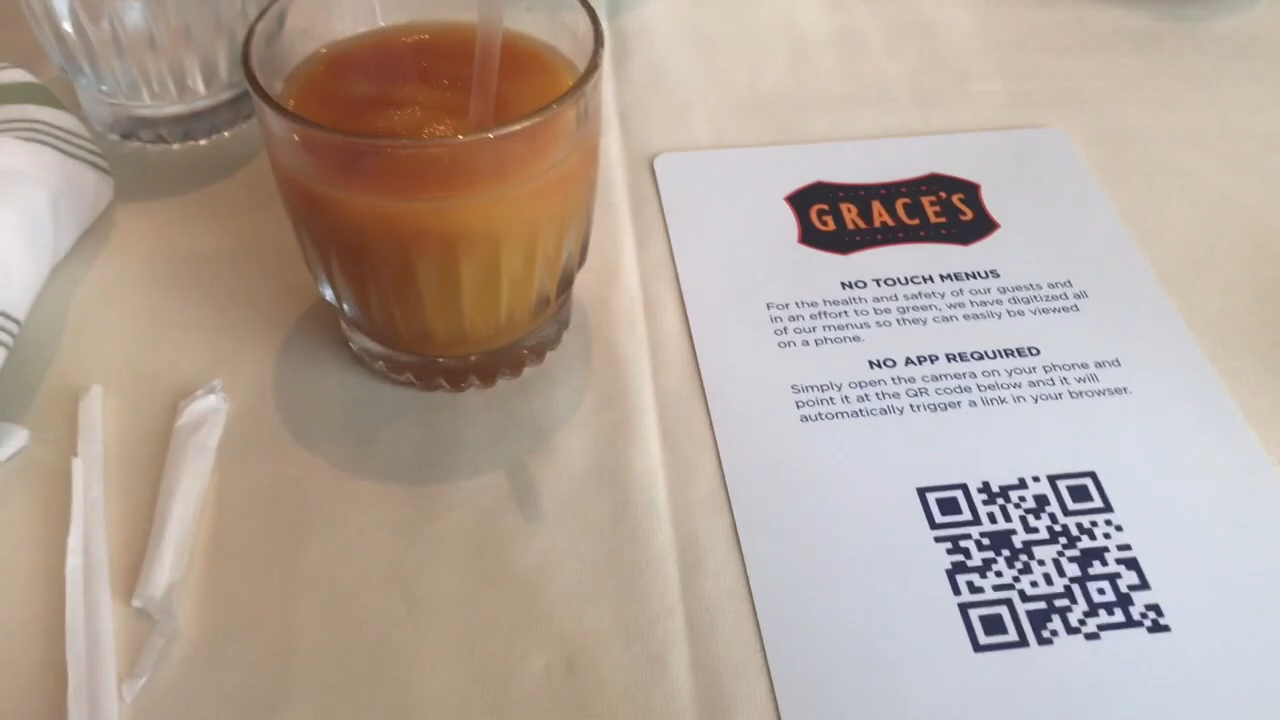 GRACE'S
NO TOUCH MENUS
For the health and safety of our guests and
in an effort to be green, we have digitized all
of our menus so they can easily be viewed
on a phone.
NO APP REQUIRED
Simply open the camera on your phone and
point it at the QR code below and it will
automatically trigger a link in your browser.